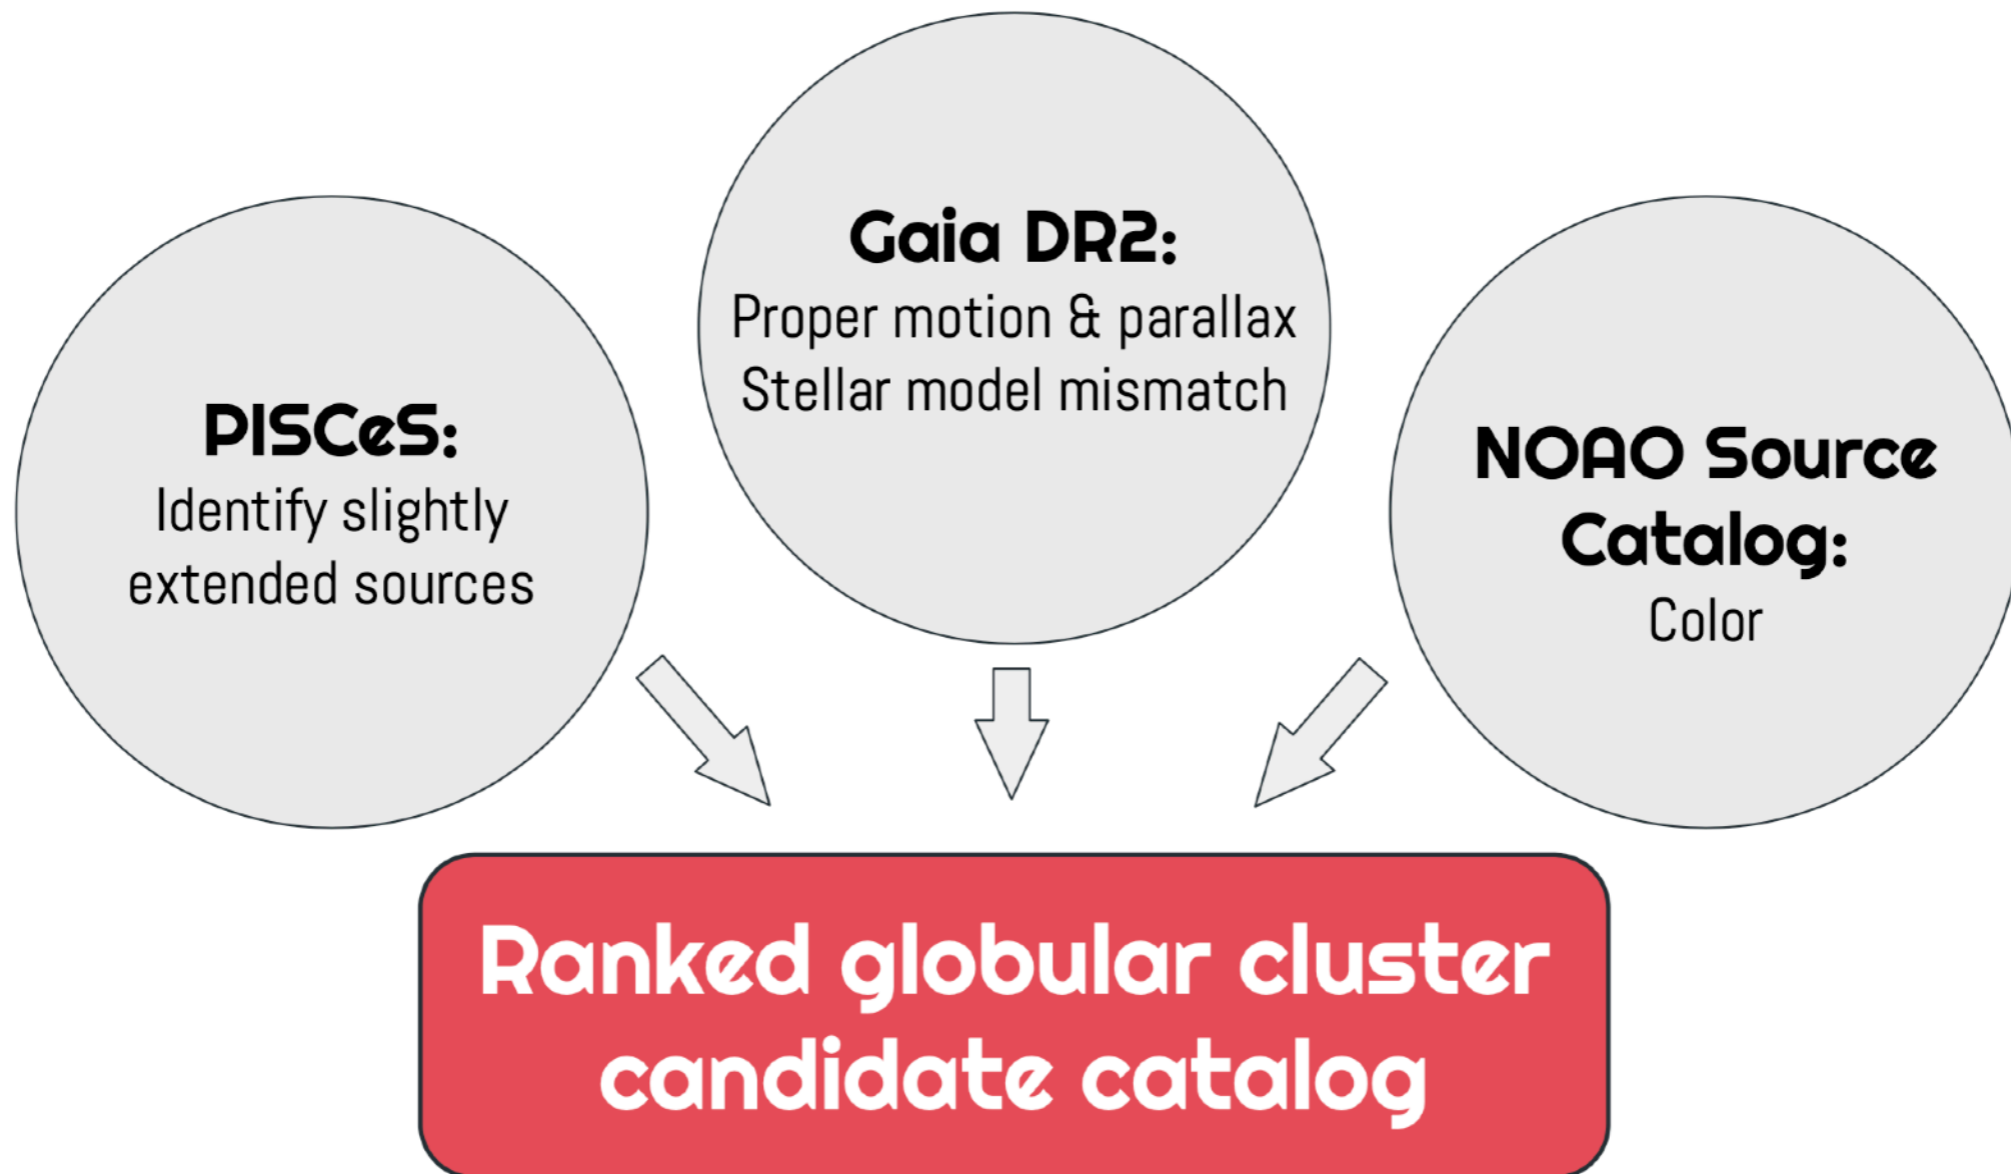 PISCeS:
Identify slightly
extended sources
Gaia DR2:
Proper motion & parallax
Stellar model mismatch
NOAO Source
Catalog:
Color
Ranked globular cluster
candidate catalog